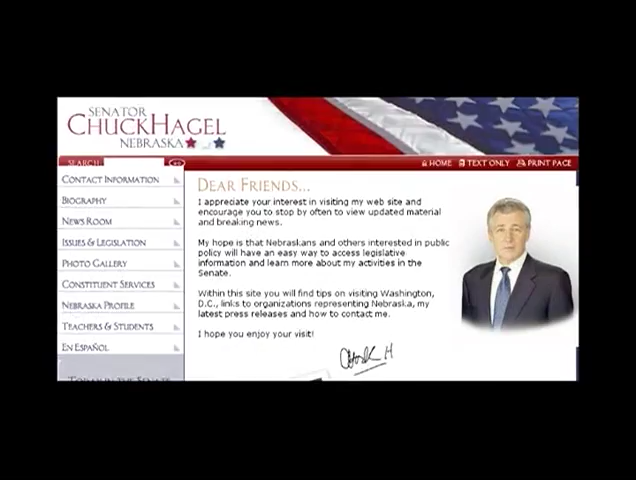 SENATOR
CHUCKHAGEL
NEBRASKA
SEARCH
HOME TEXT ONLY PRINT PAGE
CONTACT INFORMATION
BIOGRAPHY
NEWS ROOM
ISSUES & LEGISLATION
PHOTO GALLERY
CONSTITUENT SERVICES
NEBRASKA PROFILE
TEACHERS & STUDENTS
EN ESPAÑOL
TODAY IN THE SENATE
DEAR FRIENDS...
I appreciate your interest in visiting my web site and
encourage you to stop by often to view updated material
and breaking news.
My hope is that Nebraskans and others interested in public
policy will have an easy way to access legislative
information and learn more about my activities in the
Senate.
Within this site you will find tips on visiting Washington,
D.C., links to organizations representing Nebraska, my
latest press releases and how to contact me.
I hope you enjoy your visit!